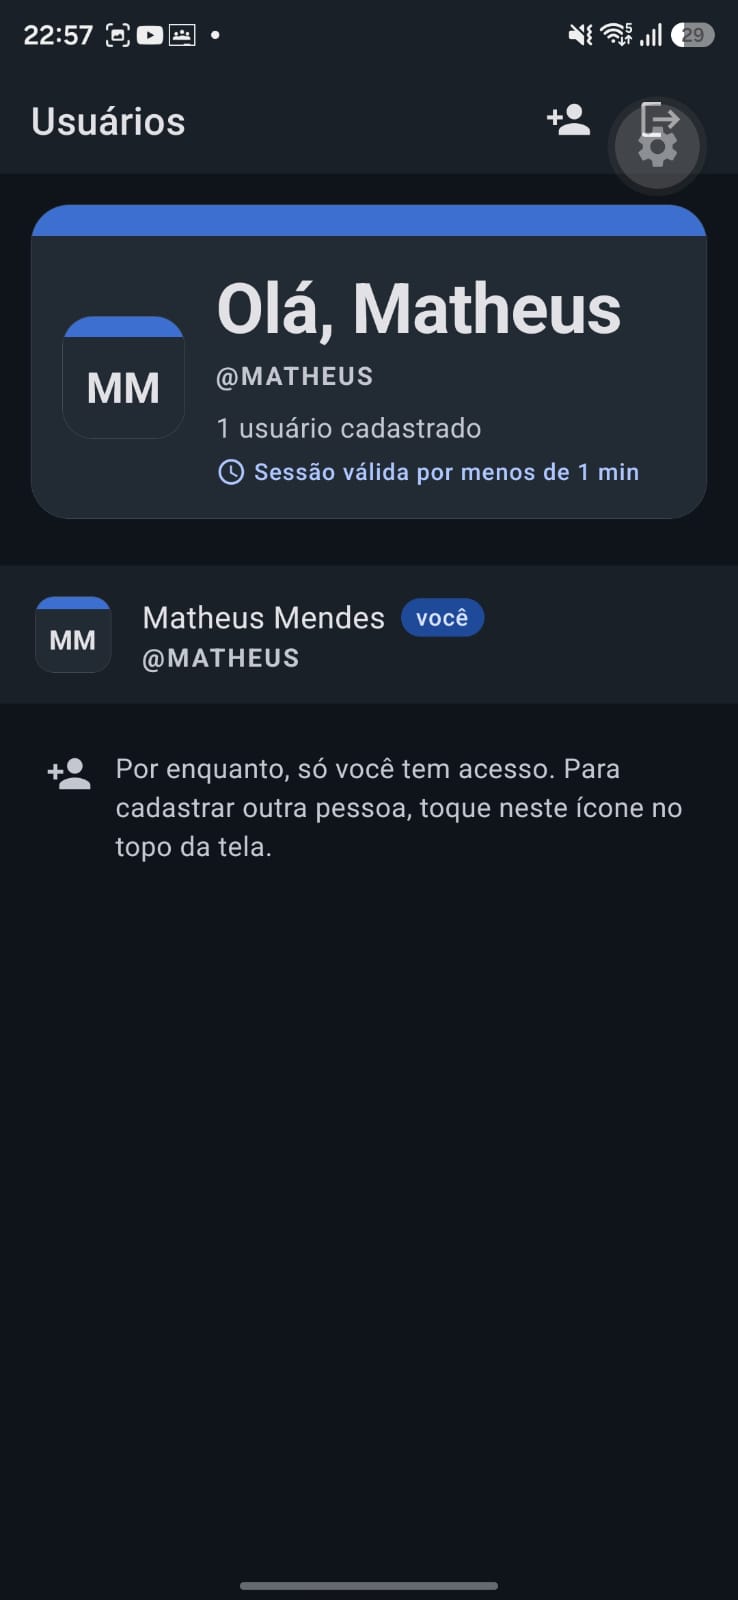 22:57
5
29
Usuários
Olá, Matheus
MM
@MATHEUS
1 usuário cadastrado
Sessão válida por menos de 1 min
Matheus Mendes você
MM
@MATHEUS
Por enquanto, só você tem acesso. Para
cadastrar outra pessoa, toque neste ícone no
topo da tela.